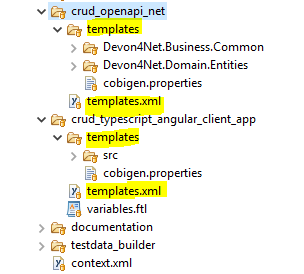 crud_openapi_net
templates
Devon4Net.Business.Common
Devon4Net.Domain.Entities
cobigen.properties
templates.xml
crud_typescript_angular_client_app
templates
src
cobigen.properties
templates.xml
variables.ftl
documentation
testdata_builder
context.xml